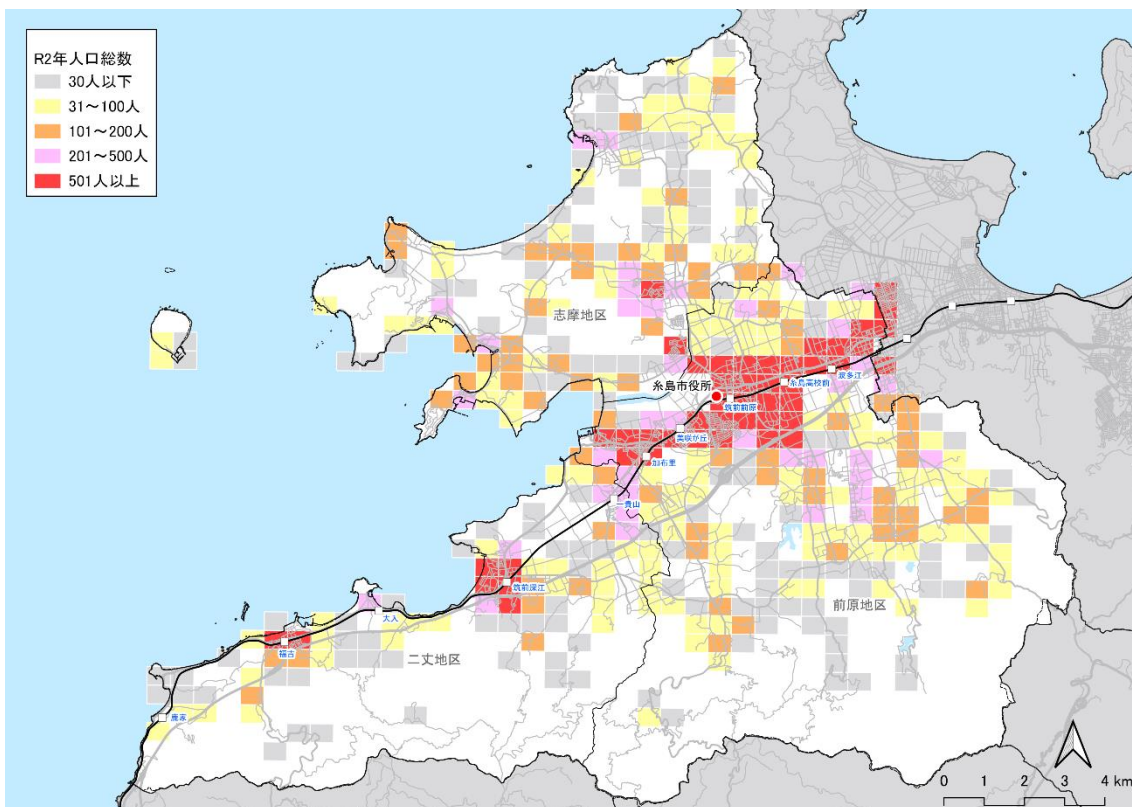 R2年人口総数
30人以下
31～100人
101～200人
201～500人
501人以上
志摩地区
糸島市役所
波多江
糸島高校前
筑前前原
美咲が丘
加布里
一貴山
筑前深江
前原地区
大入
二丈地区
福吉
鹿家
0 1 2 3 4 km